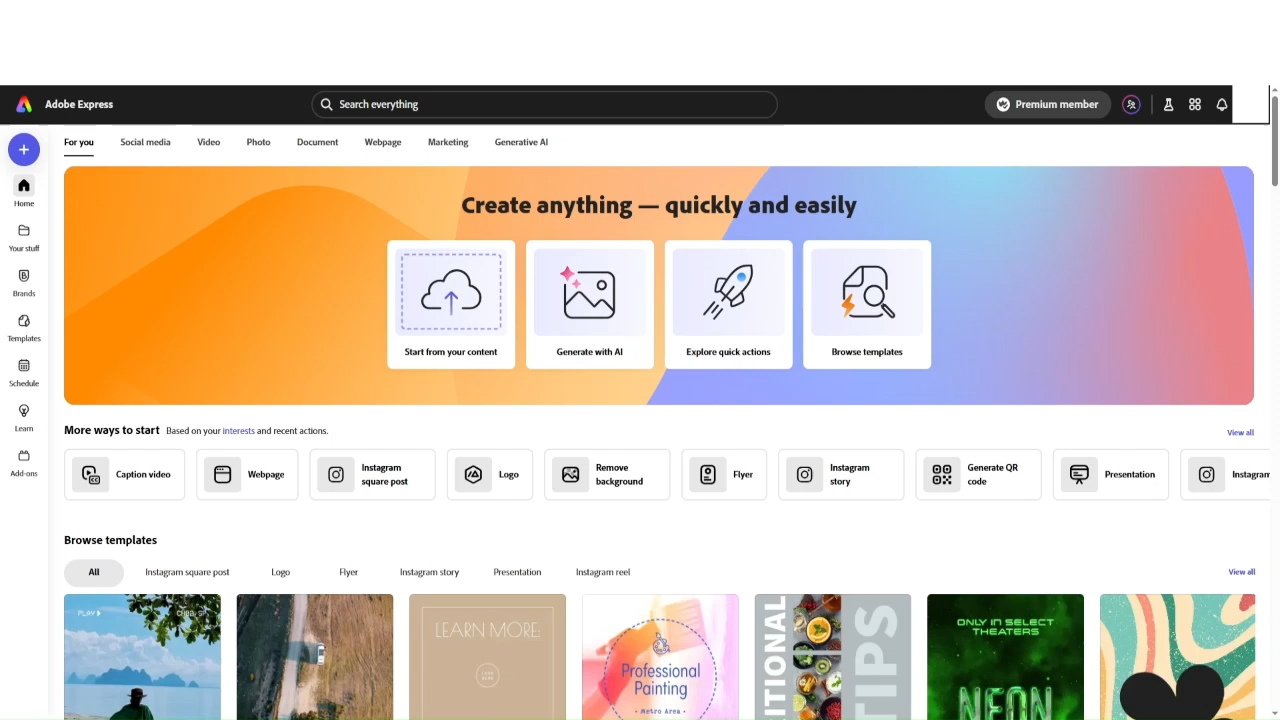 Adobe Express
Search everything
Premium member
For you
Social media
Video
Photo
Document
Webpage
Marketing
Generative AI
Home
Your stuff
Brands
Templates
Schedule
Learn
Add-ons
Create anything — quickly and easily
Start from your content
Generate with AI
Explore quick actions
Browse templates
More ways to start
Based on your interests and recent actions.
View all
Caption video
Webpage
Instagram
square post
Logo
Remove
background
Flyer
Instagram
story
Generate QR
code
Presentation
Instagram
Browse templates
All
Instagram square post
Logo
Flyer
Instagram story
Presentation
Instagram reel
View all
PLAY
LEARN MORE:
Professional
Painting
• Metro Area •
ITIONAL
TIPS
ONLY IN SELECT
THEATERS
NEON